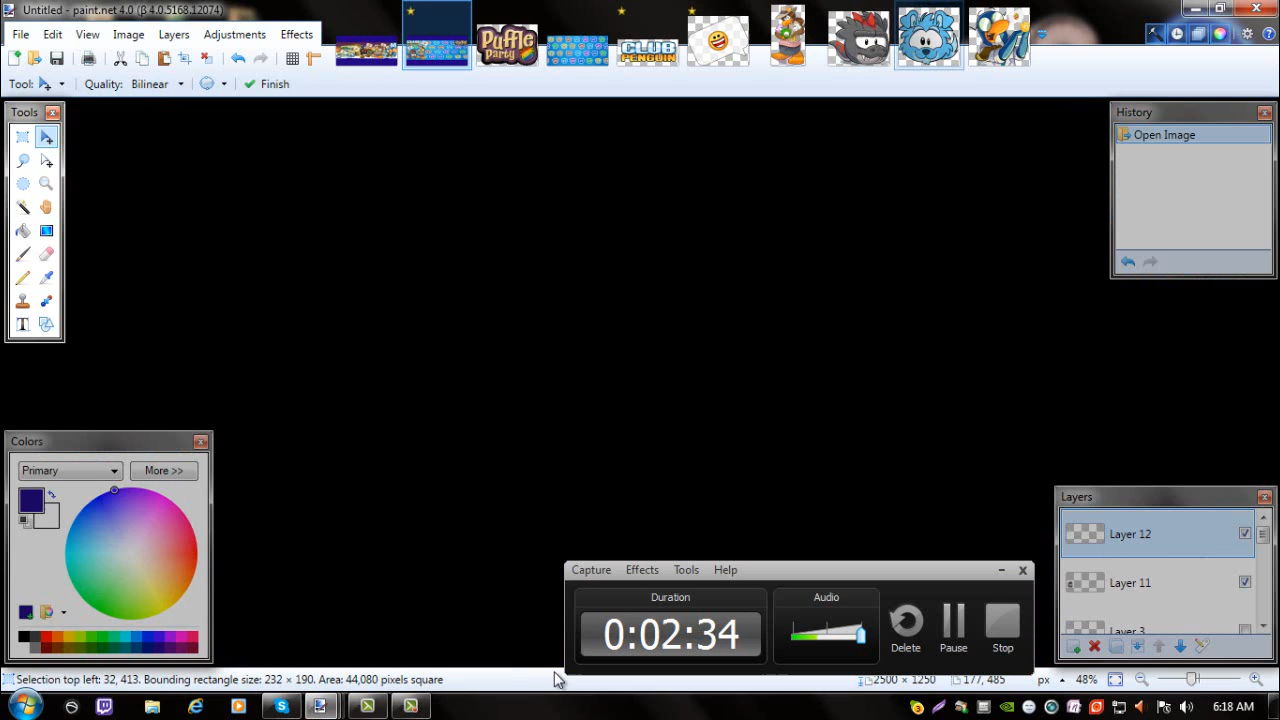 Untitled - paint.net 4.0 (β 4.0.5168.12074)
File Edit View Image Layers Adjustments Effects
Puffle Party
CLUB PENGUIN
Tool: Quality: Bilinear Finish
Tools
History
Open Image
Colors
Primary More >>
Layers
Layer 12
Layer 11
Layer 3
Capture Effects Tools Help
Duration Audio
0:02:34
Delete Pause Stop
Selection top left: 32, 413. Bounding rectangle size: 232 × 190. Area: 44,080 pixels square
2500 × 1250 177, 485 px 48%
T
6:18 AM